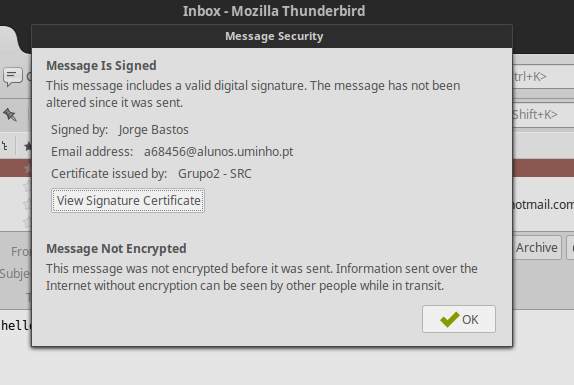 Inbox - Mozilla Thunderbird
Message Security
Message Is Signed
This message includes a valid digital signature. The message has not been
altered since it was sent.
Signed by: Jorge Bastos
Email address: a68456@alunos.uminho.pt
Certificate issued by: Grupo2 - SRC
View Signature Certificate
Message Not Encrypted
This message was not encrypted before it was sent. Information sent over the
Internet without encryption can be seen by other people while in transit.
OK
trl+K>
Shift+K>
hotmail.com
Archive
Fro
Subje
hello